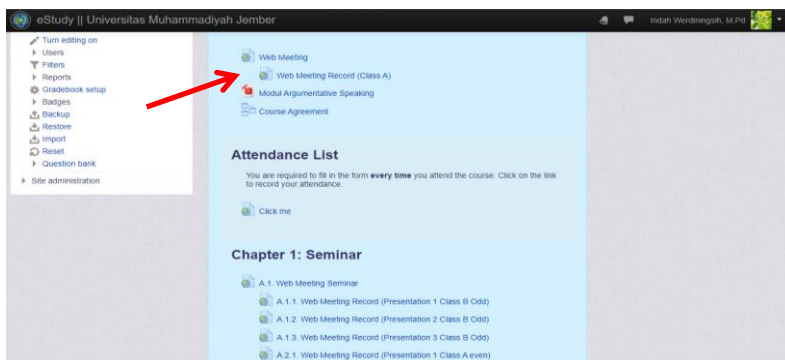 eStudy || Universitas Muhammadiyah Jember
Indah Werdiningsih, M.Pd
Turn editing on
Users
Filters
Reports
Gradebook setup
Badges
Backup
Restore
Import
Reset
Question bank
Site administration
Web Meeting
Web Meeting Record (Class A)
Modul Argumentative Speaking
Course Agreement
Attendance List
You are required to fill in the form every time you attend the course. Click on the link
to record your attendance.
Click me
Chapter 1: Seminar
A.1. Web Meeting Seminar
A.1.1. Web Meeting Record (Presentation 1 Class B Odd)
A.1.2. Web Meeting Record (Presentation 2 Class B Odd)
A.1.3. Web Meeting Record (Presentation 3 Class B Odd)
A.2.1. Web Meeting Record (Presentation 1 Class A even)